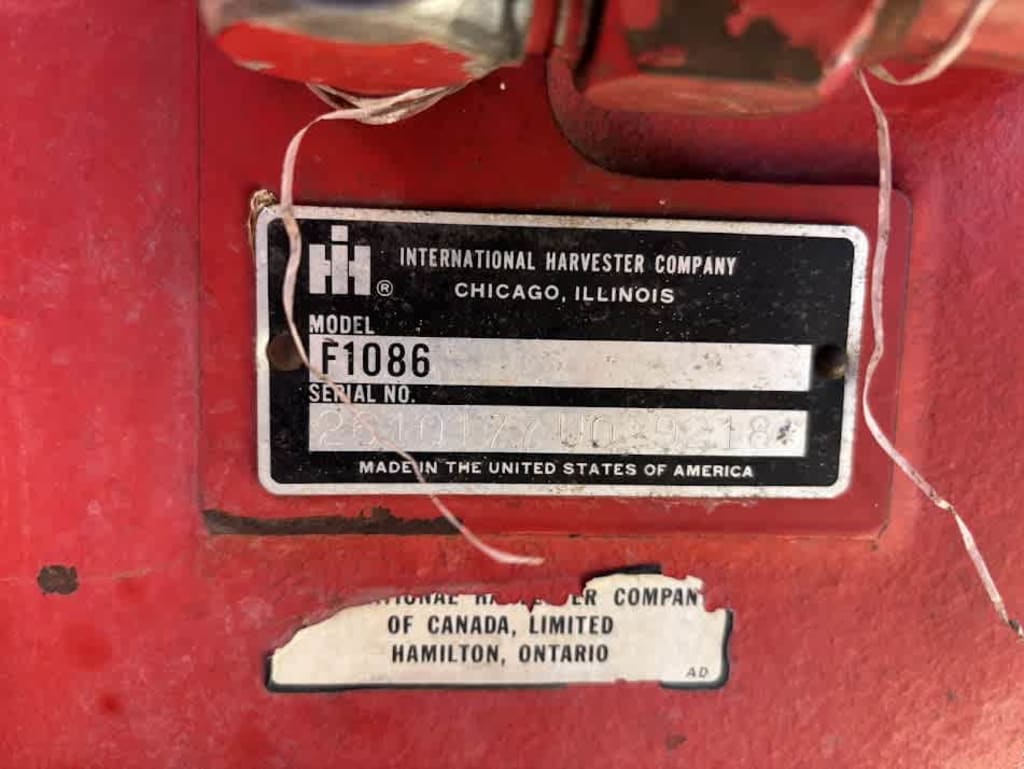 IH ®
INTERNATIONAL HARVESTER COMPANY
CHICAGO, ILLINOIS
MODEL
F1086
SERIAL NO.
MADE IN THE UNITED STATES OF AMERICA
COMPAN
OF CANADA, LIMITED
HAMILTON, ONTARIO
AD